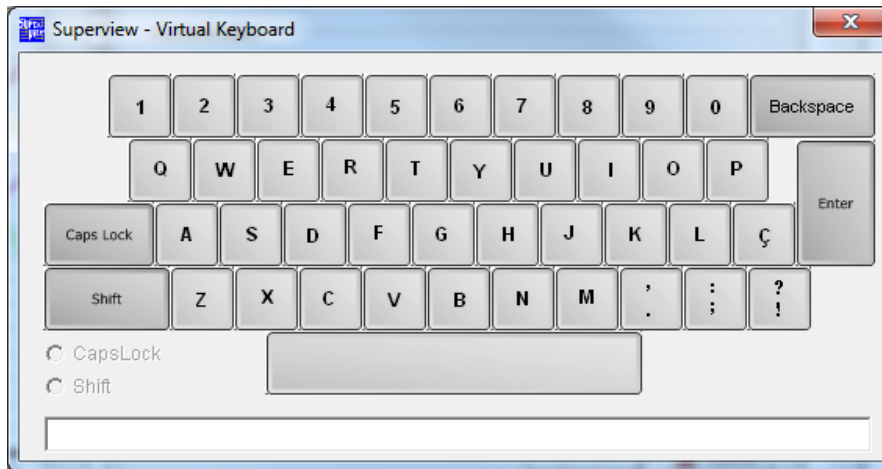 Superview - Virtual Keyboard
X
1 2 3 4 5 6 7 8 9 0 Backspace
Q W E R T Y U I O P Enter
Caps Lock A S D F G H J K L Ç
Shift Z X C V B N M , . : ; ? !
CapsLock
Shift